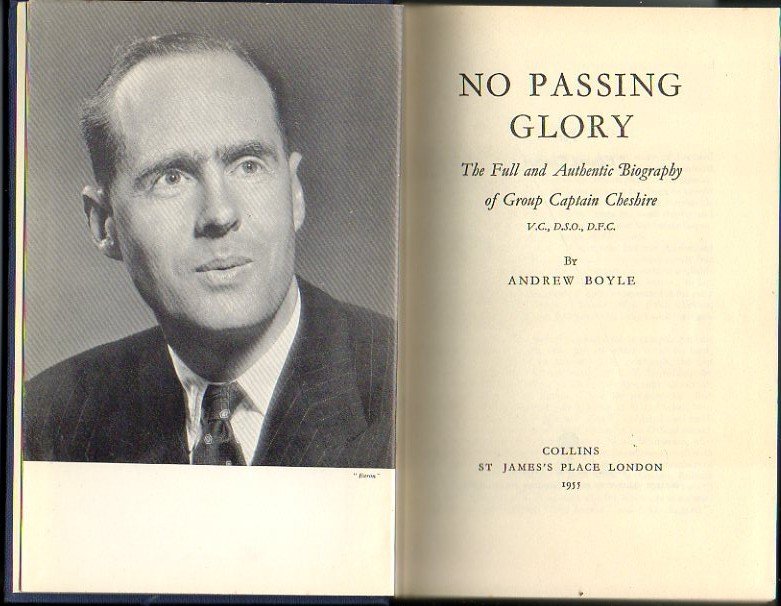 "Baron"
NO PASSING
GLORY
The Full and Authentic Biography
of Group Captain Cheshire
V.C., D.S.O., D.F.C.
BY
ANDREW BOYLE
COLLINS
ST JAMES'S PLACE LONDON
1955